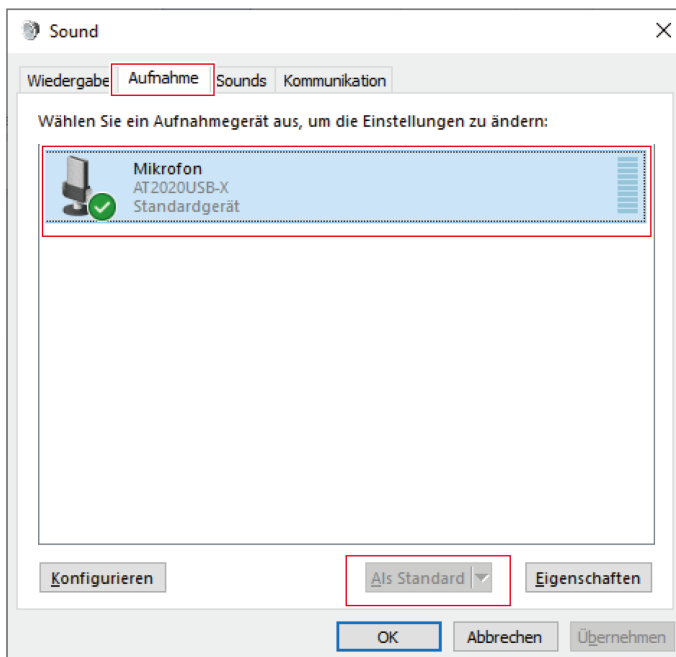 Sound
Wiedergabe Aufnahme Sounds Kommunikation
Wählen Sie ein Aufnahmegerät aus, um die Einstellungen zu ändern:
Mikrofon
AT2020USB-X
Standardgerät
Konfigurieren Als Standard Eigenschaften
OK Abbrechen Übernehmen